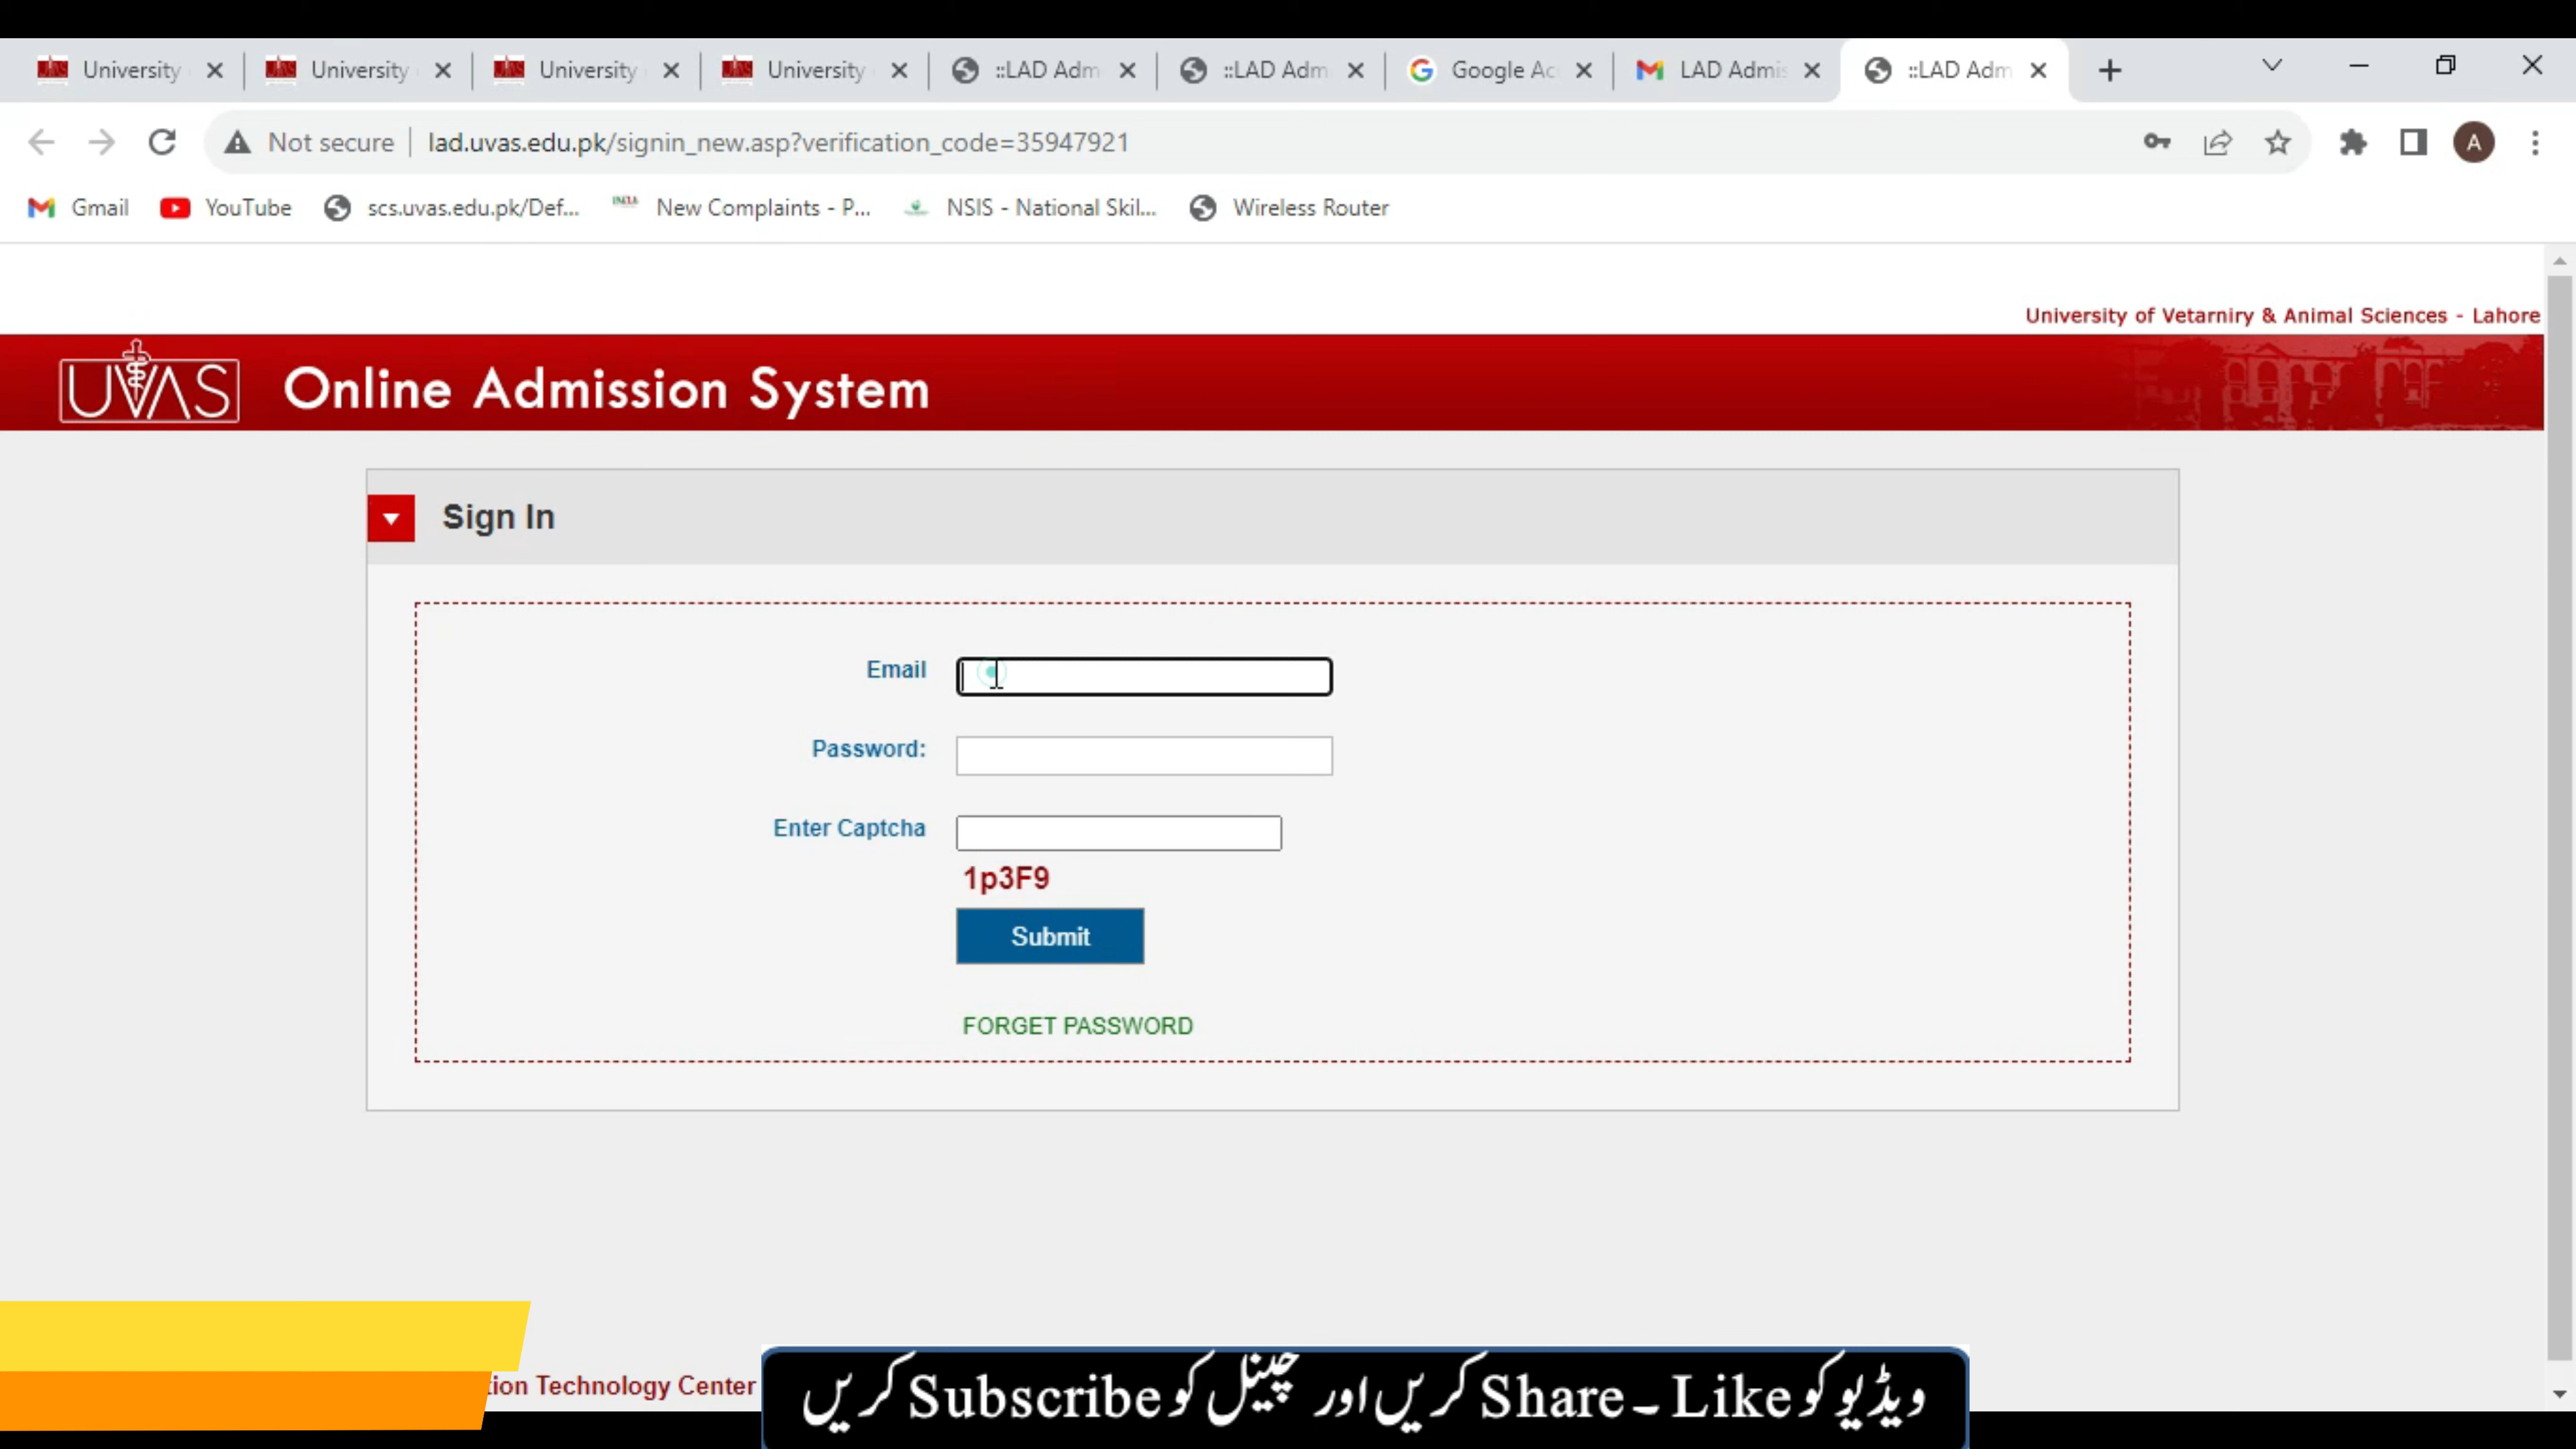 University
University
University
University
::LAD Adm
::LAD Adm
Google Ac
LAD Admis
::LAD Adm
Not secure lad.uvas.edu.pk/signin_new.asp?verification_code=35947921
A
Gmail
YouTube
scs.uvas.edu.pk/Def...
New Complaints - P...
NSIS - National Skil...
Wireless Router
University of Vetarniry & Animal Sciences - Lahore
UVAS Online Admission System
Sign In
Email
Password:
Enter Captcha
1p3F9
Submit
FORGET PASSWORD
tion Technology Center
ویڈیو کو Like ۔ Share کریں اور چینل کو Subscribe کریں